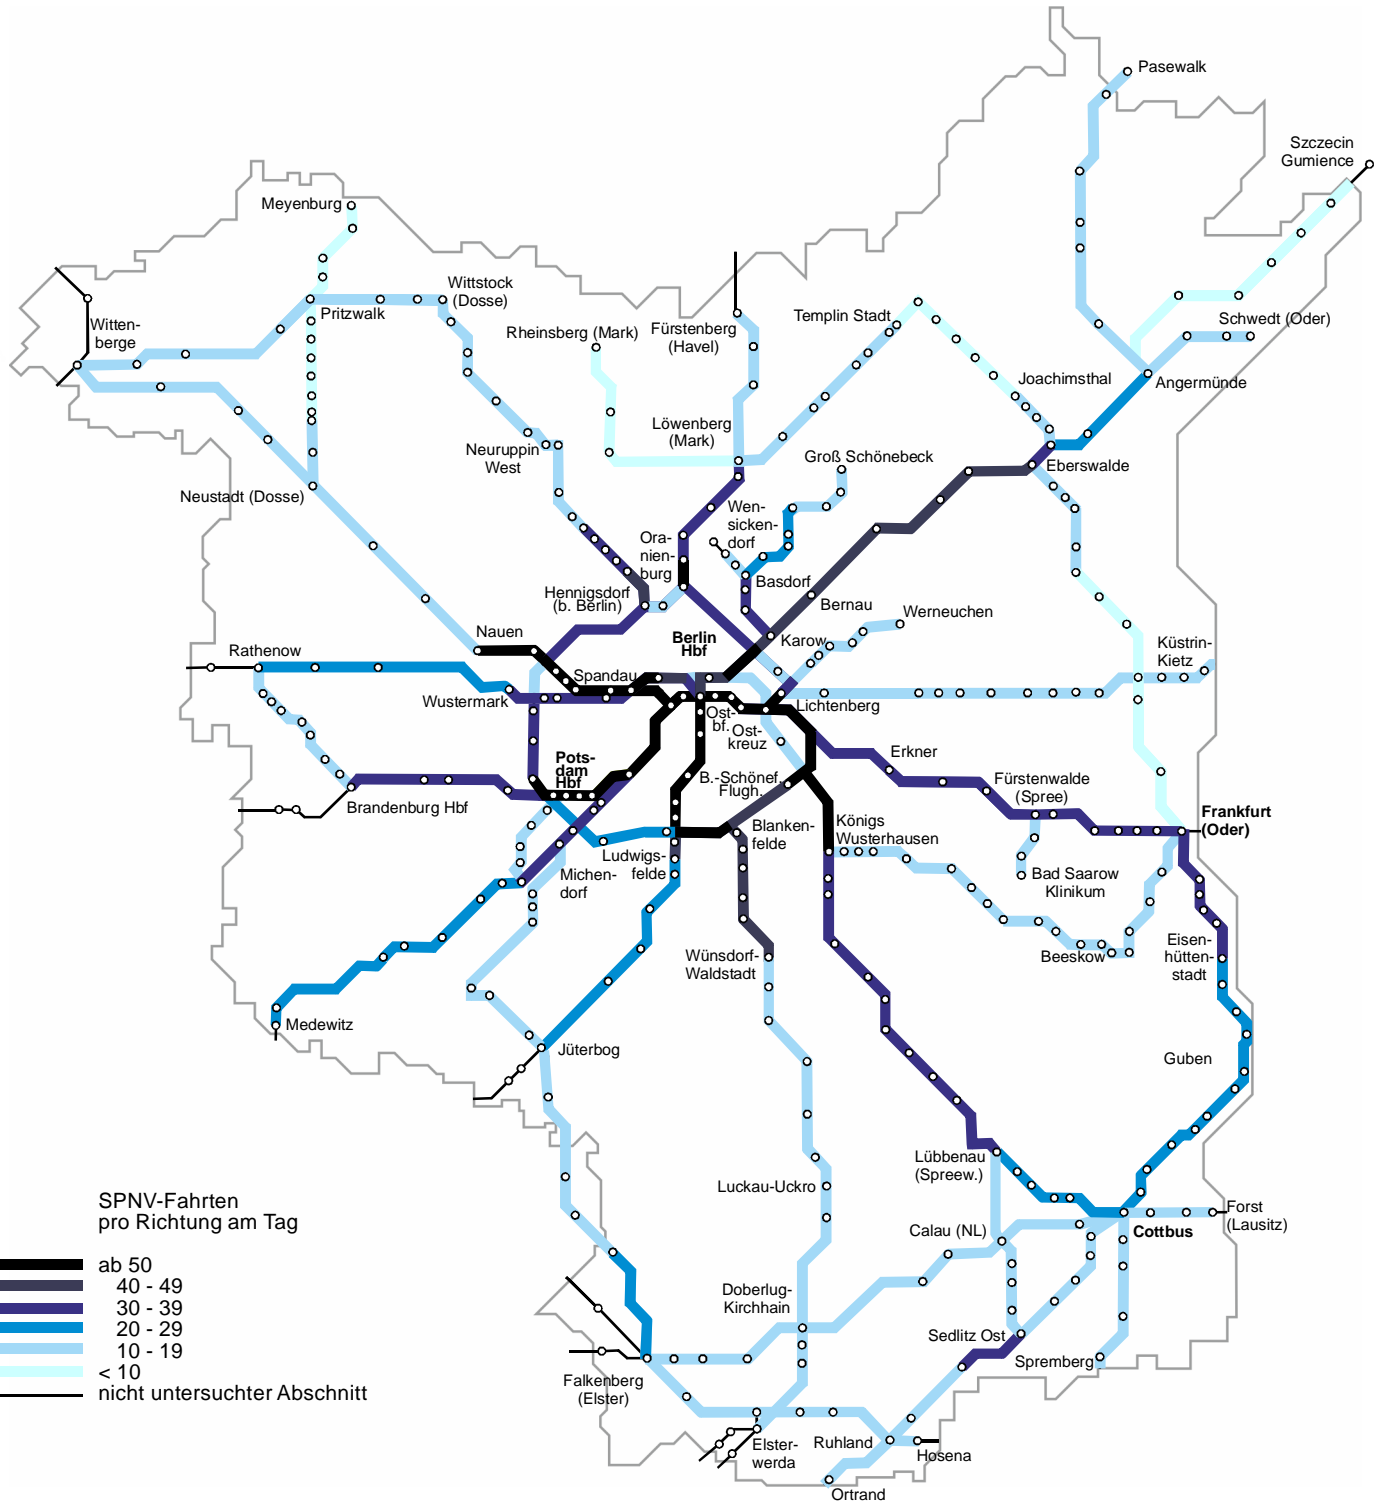 Pasewalk
Szczecin
Gumience
Meyenburg
Wittstock
(Dosse)
Pritzwalk
Witten-
berge
Rheinsberg (Mark)
Fürstenberg
(Havel)
Templin Stadt
Schwedt (Oder)
Joachimsthal
Angermünde
Löwenberg
(Mark)
Neuruppin
West
Groß Schönebeck
Eberswalde
Neustadt (Dosse)
Wen-
sicken-
dorf
Ora-
nien-
burg
Basdorf
Hennigsdorf
(b. Berlin)
Bernau
Werneuchen
Nauen
Berlin
Hbf
Karow
Küstrin-
Kietz
Rathenow
Spandau
Wustermark
Lichtenberg
Ost-
bf.
Ost-
kreuz
Erkner
Pots-
dam
Hbf
B.-Schönef.
Flugh.
Fürstenwalde
(Spree)
Brandenburg Hbf
Frankfurt
(Oder)
Blanken-
felde
Königs
Wusterhausen
Ludwigs-
felde
Michen-
dorf
Bad Saarow
Klinikum
Wünsdorf-
Waldstadt
Beeskow
Eisen-
hütten-
stadt
Medewitz
Jüterbog
Guben
Lübbenau
(Spreew.)
Luckau-Uckro
Forst
(Lausitz)
Calau (NL)
Cottbus
Doberlug-
Kirchhain
Sedlitz Ost
Spremberg
Falkenberg
(Elster)
Elster-
werda
Ruhland
Hosena
Ortrand
SPNV-Fahrten
pro Richtung am Tag
ab 50
40 - 49
30 - 39
20 - 29
10 - 19
< 10
nicht untersuchter Abschnitt